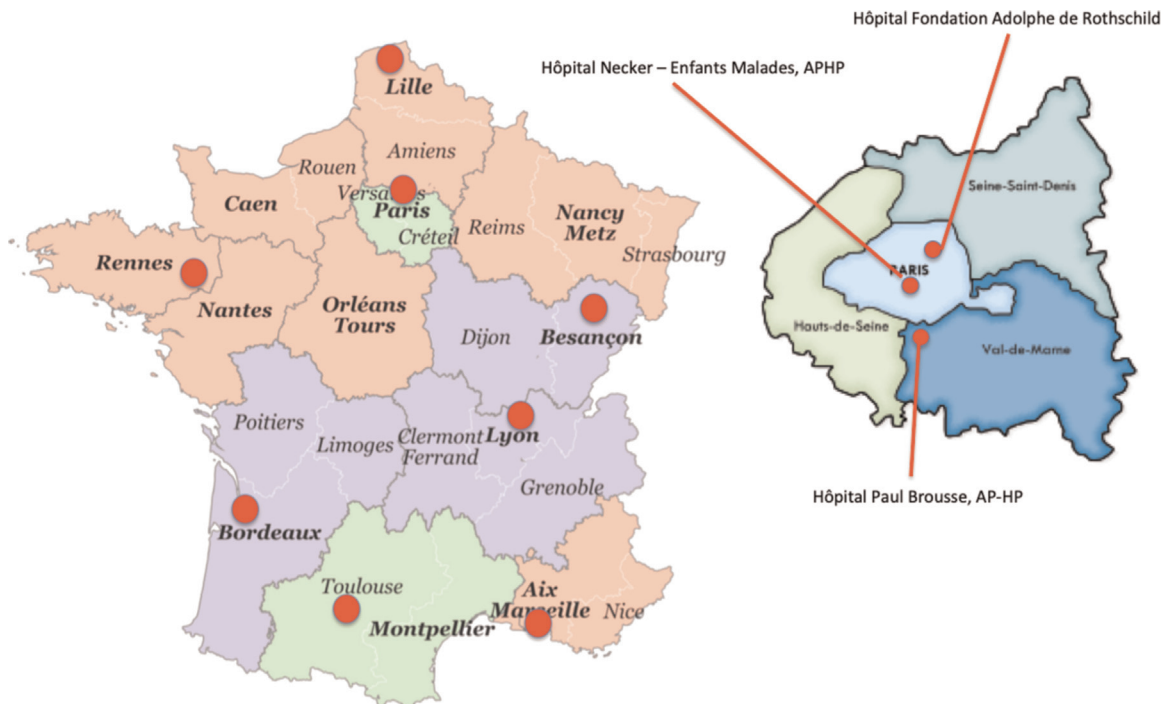 Hôpital Fondation Adolphe de Rothschild
Hôpital Necker – Enfants Malades, APHP
Lille
Amiens
Rouen
Versailles
Paris
Créteil
Caen
Reims
Nancy
Metz
Strasbourg
Rennes
Nantes
Orléans
Tours
Dijon
Besançon
Poitiers
Limoges
Clermont
Ferrand
Lyon
Grenoble
Bordeaux
Toulouse
Montpellier
Aix
Marseille
Nice
Seine-Saint-Denis
PARIS
Hauts-de-Seine
Val-de-Marne
Hôpital Paul Brousse, AP-HP